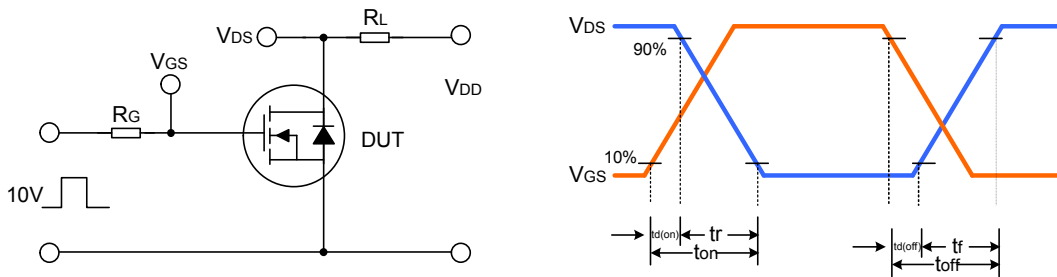 VDS
RL
VGS
RG
VDD
DUT
10V
VDS
90%
10%
VGS
td(on)
tr
ton
td(off)
tf
toff